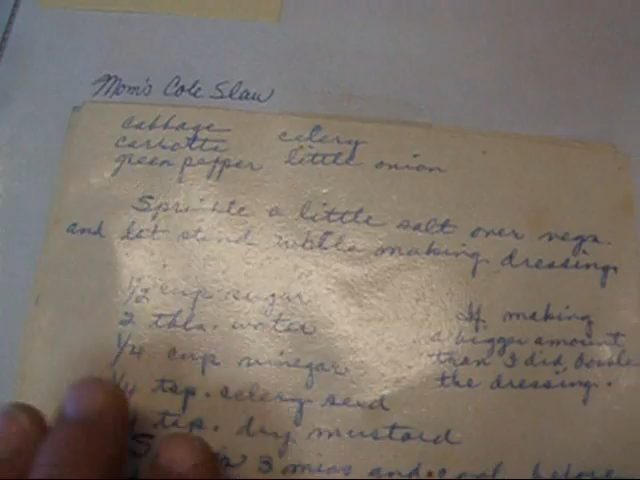 Mom's Cole Slaw
cabbage celery
carrotts
green pepper little onion
Sprinkle a little salt over vegs.
and let stand while making dressing.
1/2 cup sugar
2 tbls. water
1/4 cup vinegar
1/4 tsp. celery seed
tsp. dry mustard
3 mins and cool before
If making
a bigger amount
than I did, double
the dressing.